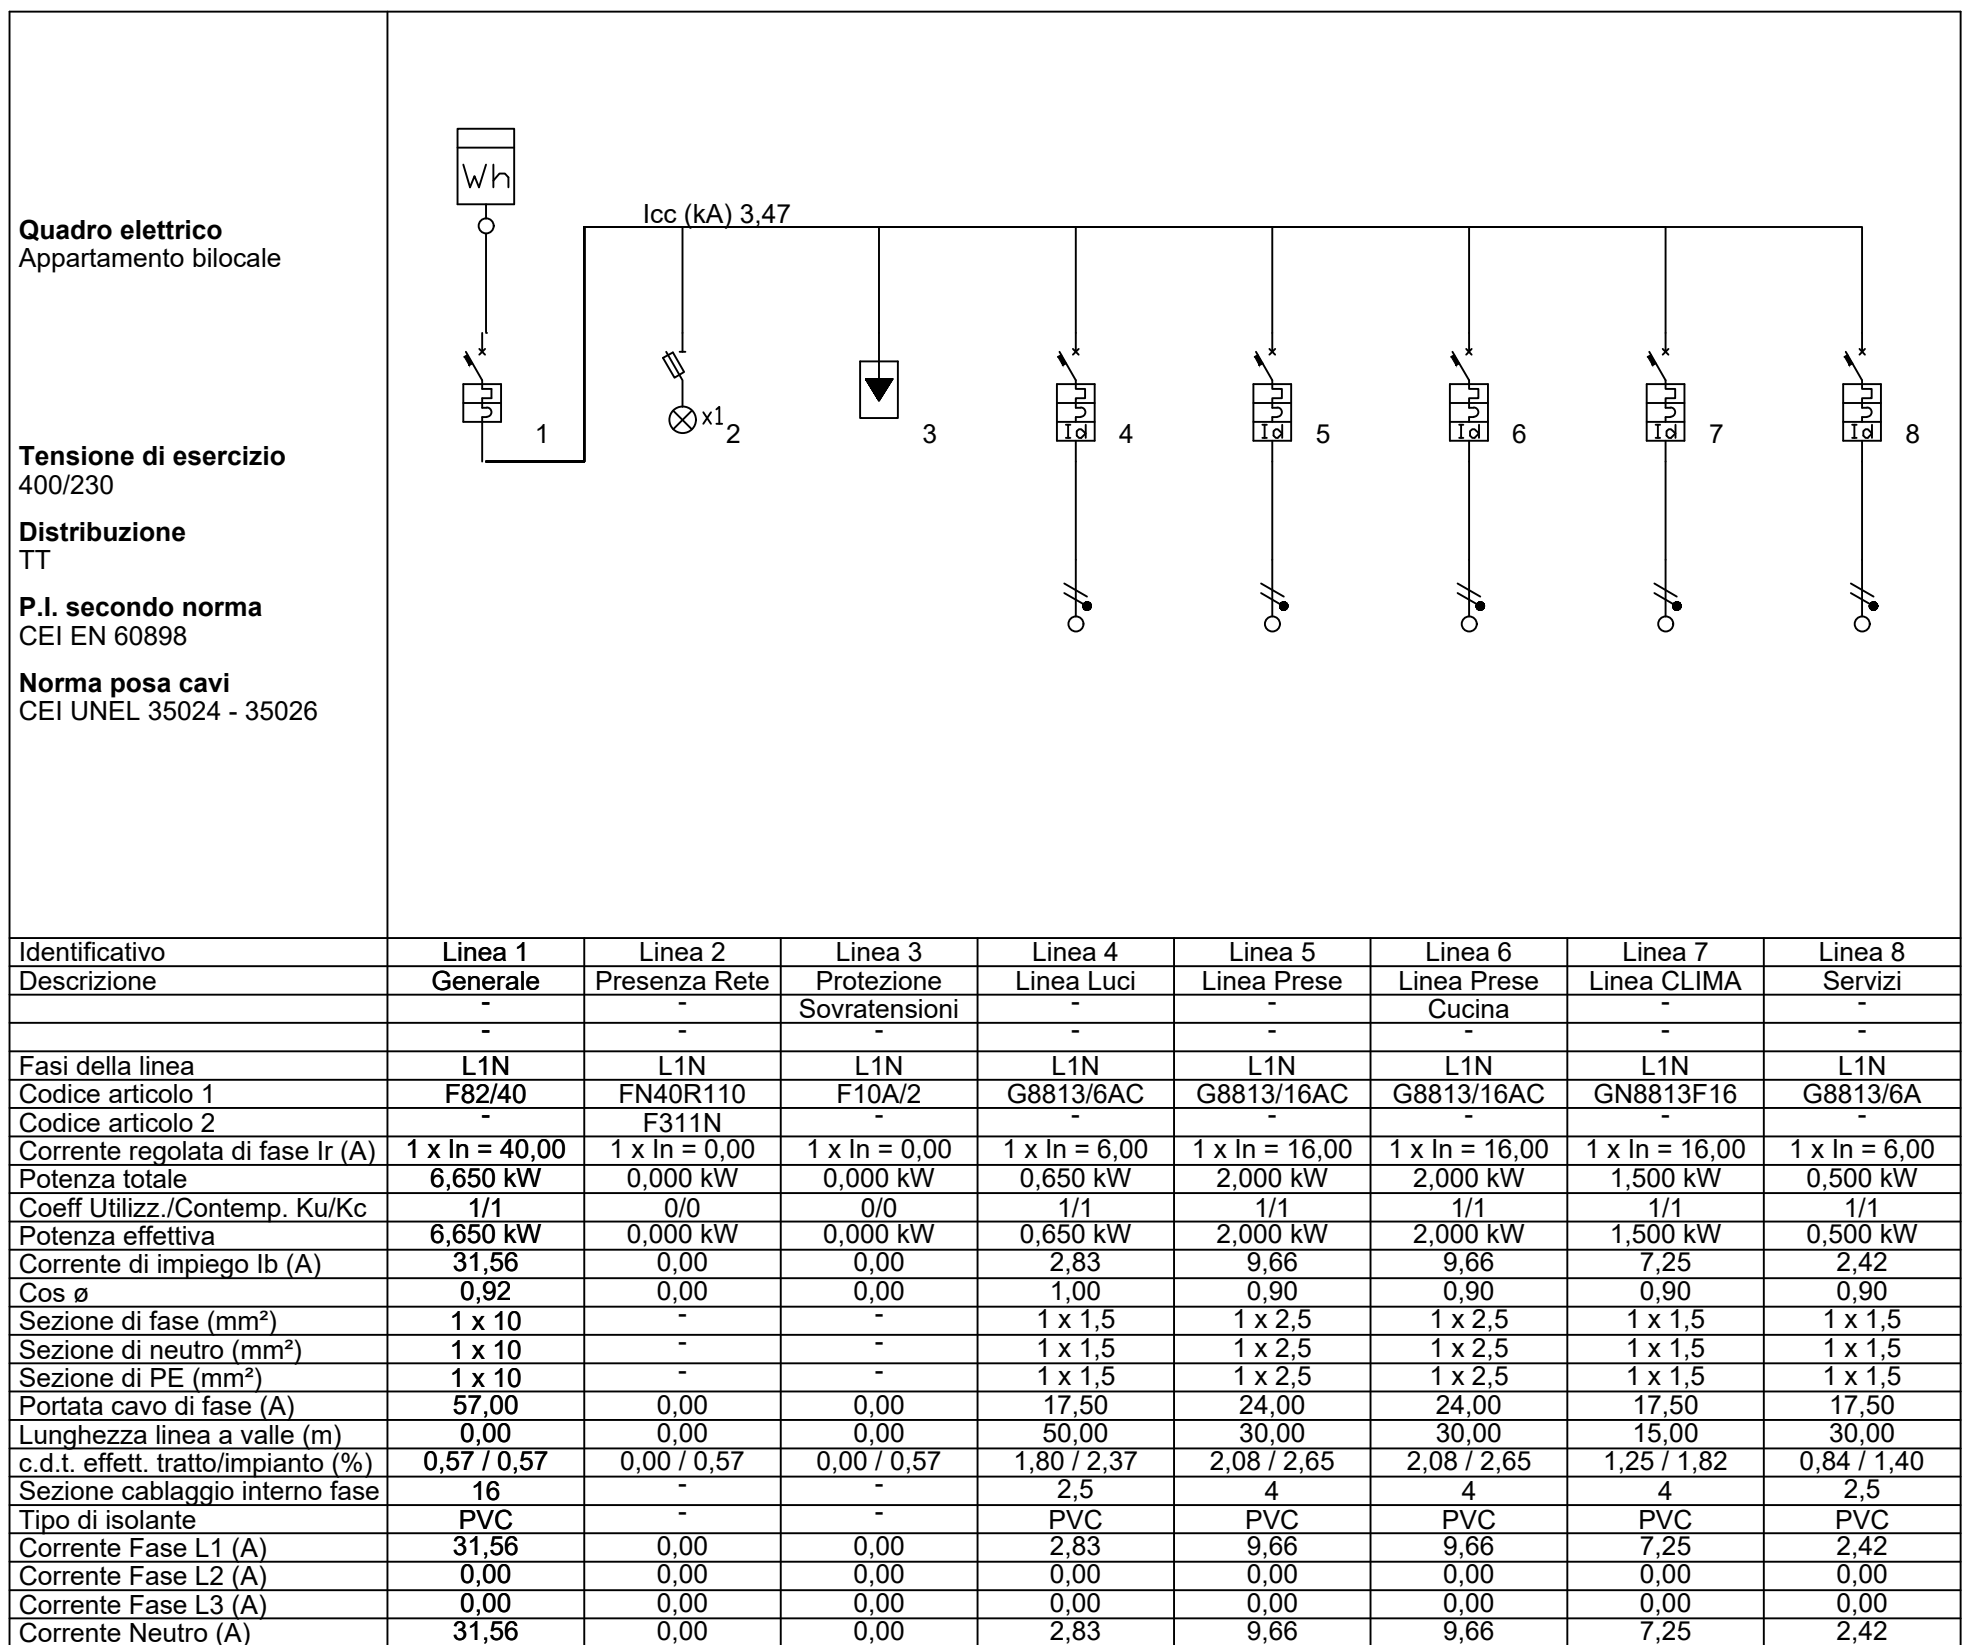 Wh
Icc (kA) 3,47
Quadro elettrico
Appartamento bilocale
x1
1 2 3 4 5 6 7 8
Id Id Id Id Id
Tensione di esercizio
400/230
Distribuzione
TT
P.I. secondo norma
CEI EN 60898
Norma posa cavi
CEI UNEL 35024 - 35026
Identificativo Linea 1 Linea 2 Linea 3 Linea 4 Linea 5 Linea 6 Linea 7 Linea 8
Descrizione Generale Presenza Rete Protezione Linea Luci Linea Prese Linea Prese Linea CLIMA Servizi
- - Sovratensioni - - Cucina - -
- - - - - - - -
Fasi della linea L1N L1N L1N L1N L1N L1N L1N L1N
Codice articolo 1 F82/40 FN40R110 F10A/2 G8813/6AC G8813/16AC G8813/16AC GN8813F16 G8813/6A
Codice articolo 2 - F311N - - - - - -
Corrente regolata di fase Ir (A) 1 x In = 40,00 1 x In = 0,00 1 x In = 0,00 1 x In = 6,00 1 x In = 16,00 1 x In = 16,00 1 x In = 16,00 1 x In = 6,00
Potenza totale 6,650 kW 0,000 kW 0,000 kW 0,650 kW 2,000 kW 2,000 kW 1,500 kW 0,500 kW
Coeff Utilizz./Contemp. Ku/Kc 1/1 0/0 0/0 1/1 1/1 1/1 1/1 1/1
Potenza effettiva 6,650 kW 0,000 kW 0,000 kW 0,650 kW 2,000 kW 2,000 kW 1,500 kW 0,500 kW
Corrente di impiego Ib (A) 31,56 0,00 0,00 2,83 9,66 9,66 7,25 2,42
Cos ø 0,92 0,00 0,00 1,00 0,90 0,90 0,90 0,90
Sezione di fase (mm²) 1 x 10 - - 1 x 1,5 1 x 2,5 1 x 2,5 1 x 1,5 1 x 1,5
Sezione di neutro (mm²) 1 x 10 - - 1 x 1,5 1 x 2,5 1 x 2,5 1 x 1,5 1 x 1,5
Sezione di PE (mm²) 1 x 10 - - 1 x 1,5 1 x 2,5 1 x 2,5 1 x 1,5 1 x 1,5
Portata cavo di fase (A) 57,00 0,00 0,00 17,50 24,00 24,00 17,50 17,50
Lunghezza linea a valle (m) 0,00 0,00 0,00 50,00 30,00 30,00 15,00 30,00
c.d.t. effett. tratto/impianto (%) 0,57 / 0,57 0,00 / 0,57 0,00 / 0,57 1,80 / 2,37 2,08 / 2,65 2,08 / 2,65 1,25 / 1,82 0,84 / 1,40
Sezione cablaggio interno fase 16 - - 2,5 4 4 4 2,5
Tipo di isolante PVC - - PVC PVC PVC PVC PVC
Corrente Fase L1 (A) 31,56 0,00 0,00 2,83 9,66 9,66 7,25 2,42
Corrente Fase L2 (A) 0,00 0,00 0,00 0,00 0,00 0,00 0,00 0,00
Corrente Fase L3 (A) 0,00 0,00 0,00 0,00 0,00 0,00 0,00 0,00
Corrente Neutro (A) 31,56 0,00 0,00 2,83 9,66 9,66 7,25 2,42